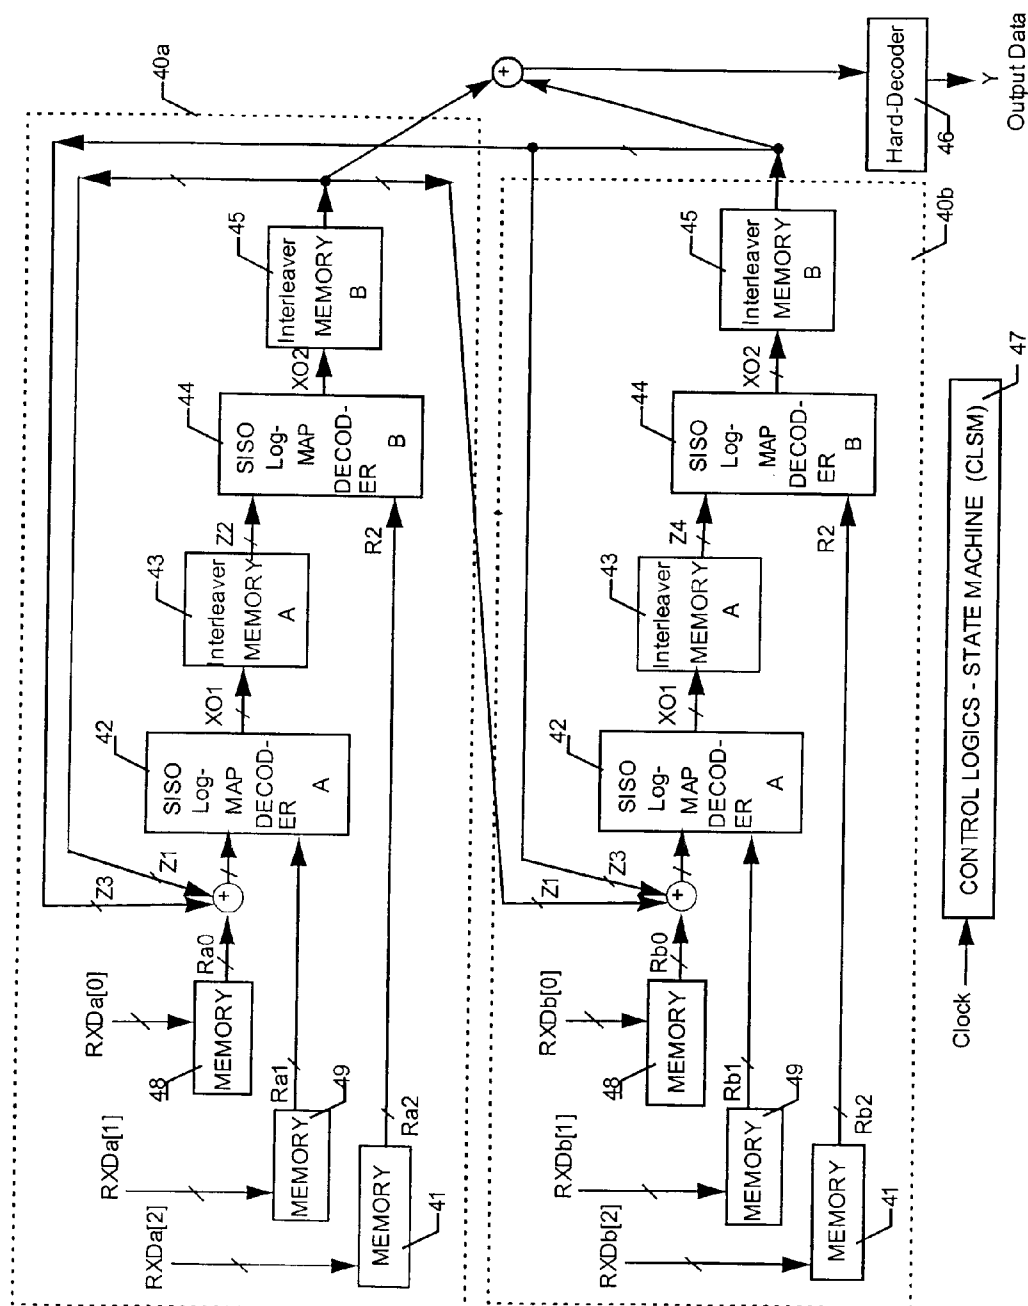 40a
RXDa[0]
RXDa[1]
RXDa[2]
MEMORY
48
MEMORY
49
MEMORY
41
Ra0
Ra1
Ra2
Z3
Z1
+
SISO
Log-
MAP
DECOD-
ER
A
42
XO1
Interleaver
MEMORY
A
43
Z2
R2
SISO
Log-
MAP
DECOD-
ER
B
44
XO2
Interleaver
MEMORY
B
45
+
Hard-Decoder
46
Y
Output Data
40b
RXDb[0]
RXDb[1]
RXDb[2]
MEMORY
48
MEMORY
49
MEMORY
41
Rb0
Rb1
Rb2
Z1
Z3
+
SISO
Log-
MAP
DECOD-
ER
A
42
XO1
Interleaver
MEMORY
A
43
Z4
R2
SISO
Log-
MAP
DECOD-
ER
B
44
XO2
Interleaver
MEMORY
B
45
Clock
CONTROL LOGICS - STATE MACHINE (CLSM)
47